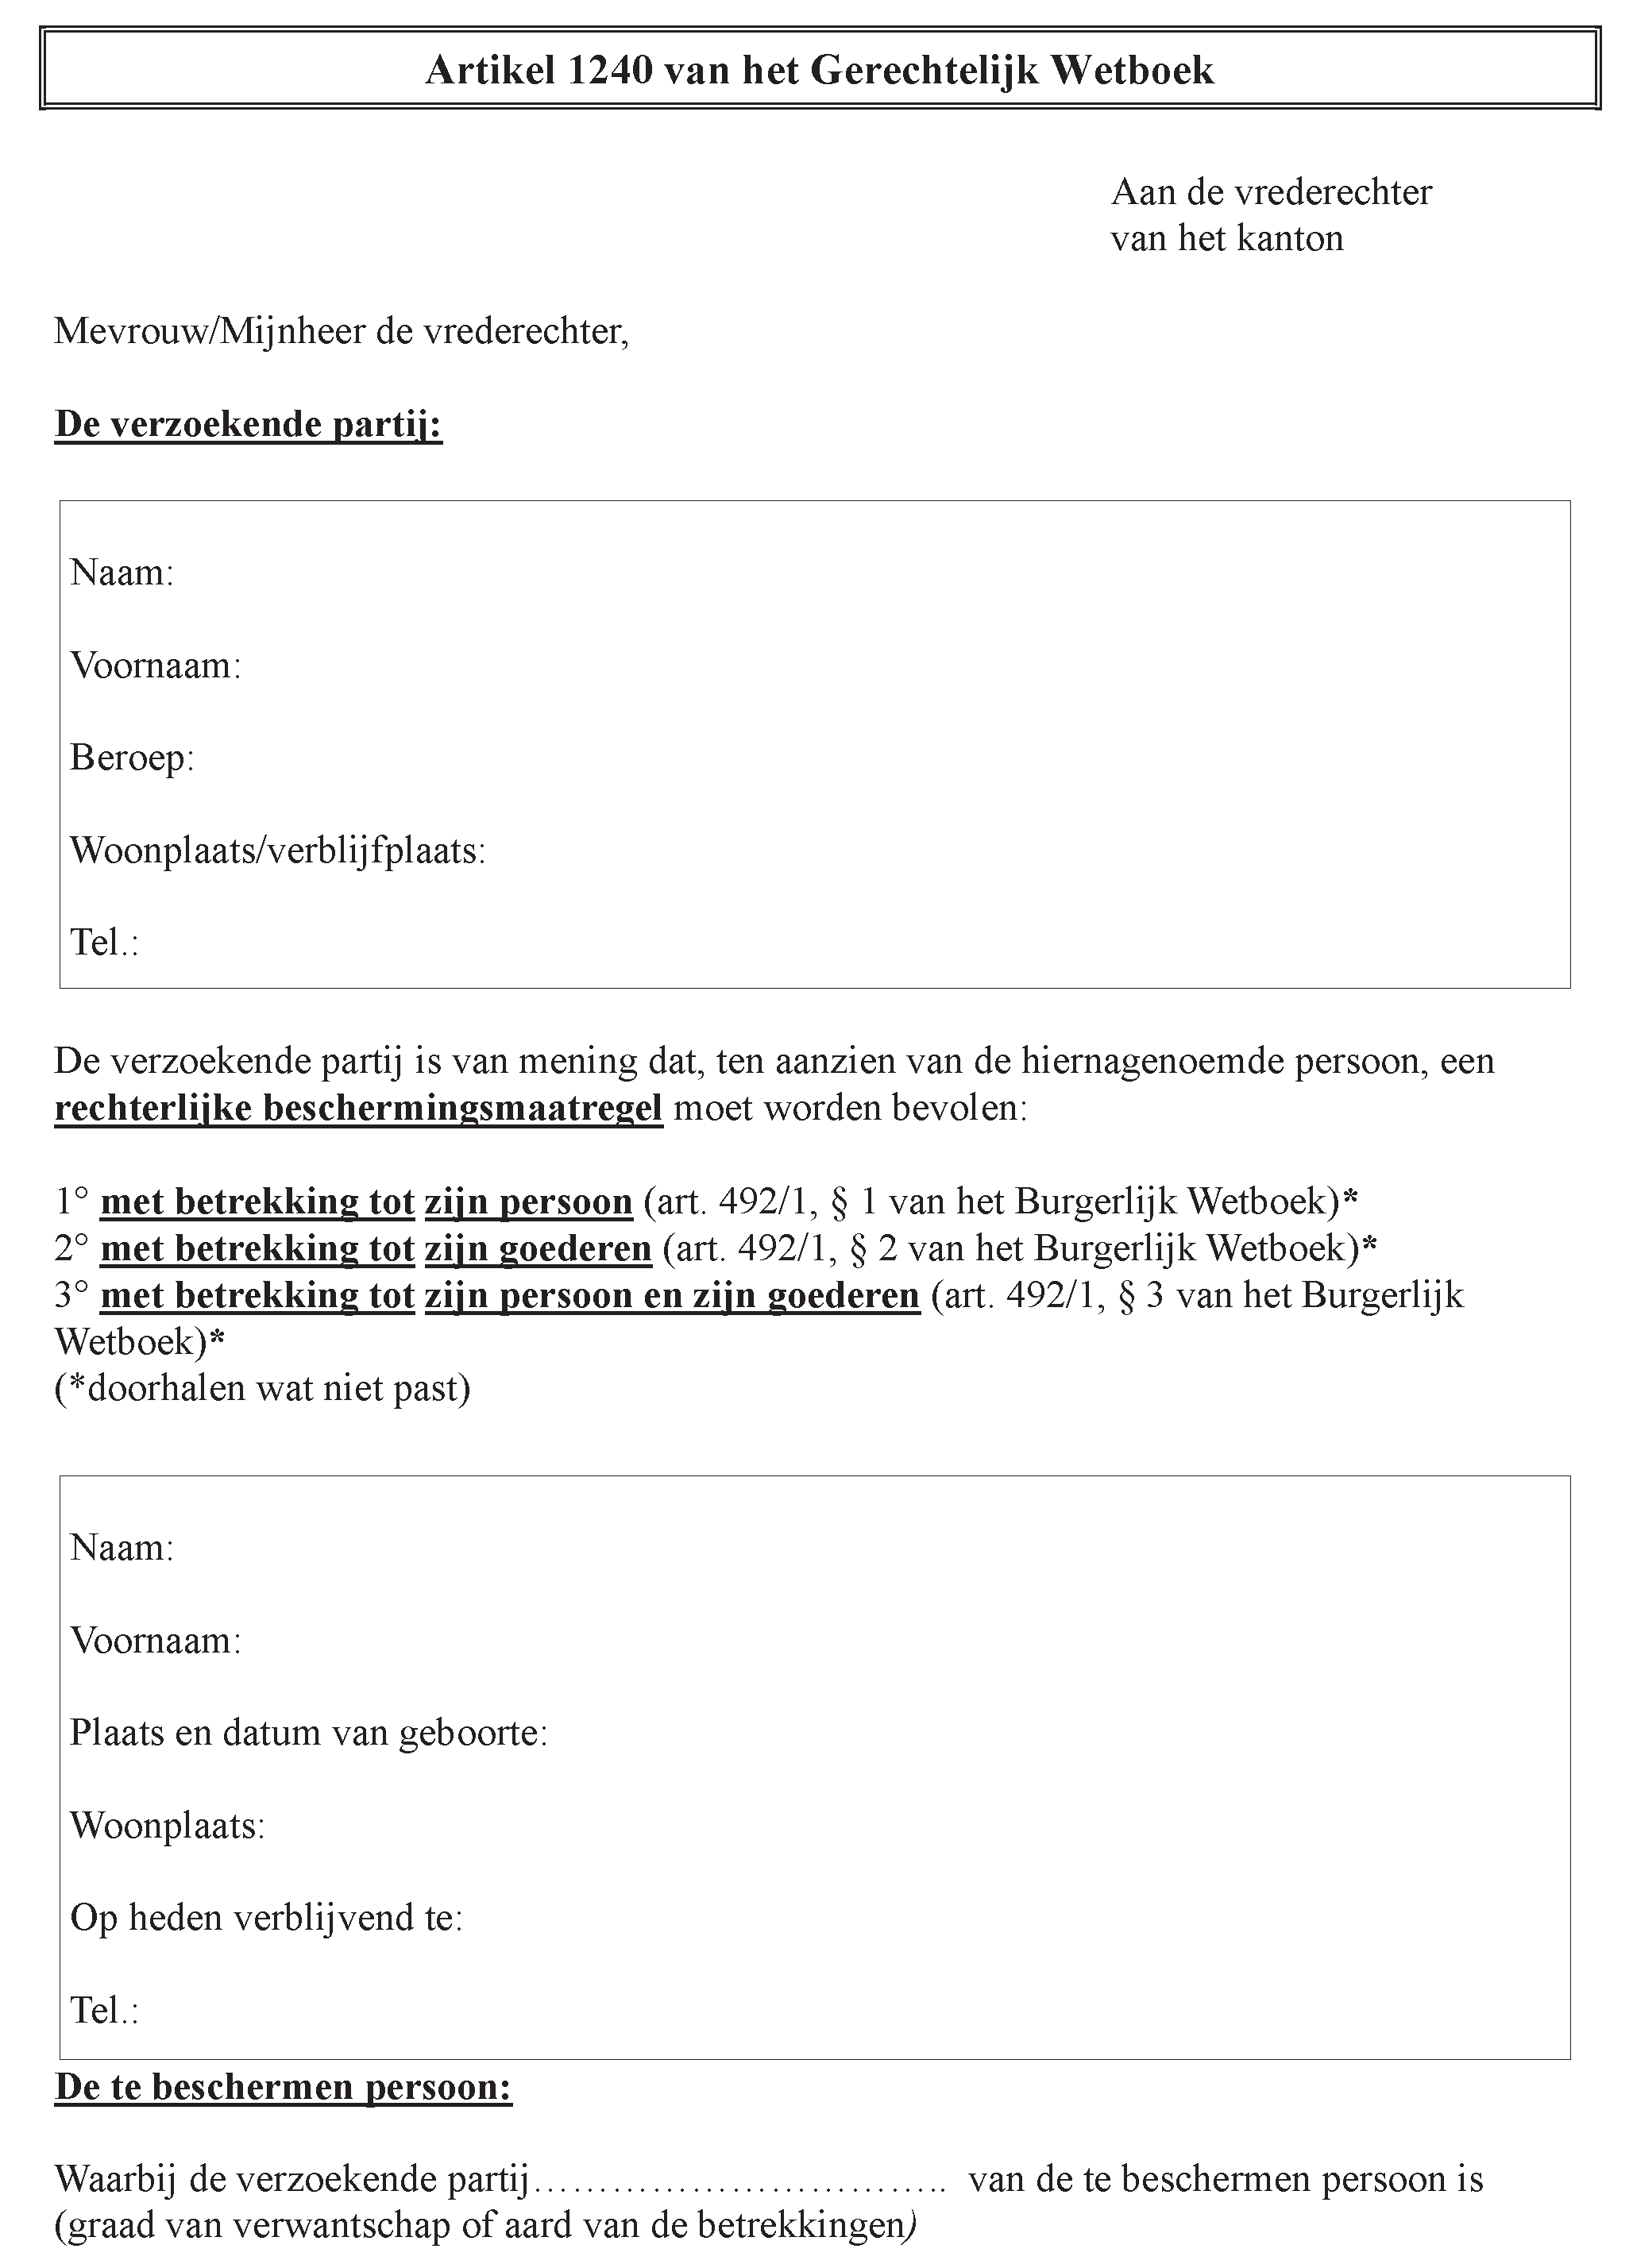 Artikel 1240 van het Gerechtelijk Wetboek
Aan de vrederechter
van het kanton
Mevrouw/Mijnheer de vrederechter,
De verzoekende partij:
Naam:
Voornaam:
Beroep:
Woonplaats/verblijfplaats:
Tel.:
De verzoekende partij is van mening dat, ten aanzien van de hiernagenoemde persoon, een
rechterlijke beschermingsmaatregel moet worden bevolen:
1° met betrekking tot zijn persoon (art. 492/1, § 1 van het Burgerlijk Wetboek)*
2° met betrekking tot zijn goederen (art. 492/1, § 2 van het Burgerlijk Wetboek)*
3° met betrekking tot zijn persoon en zijn goederen (art. 492/1, § 3 van het Burgerlijk
Wetboek)*
(*doorhalen wat niet past)
Naam:
Voornaam:
Plaats en datum van geboorte:
Woonplaats:
Op heden verblijvend te:
Tel.:
De te beschermen persoon:
Waarbij de verzoekende partij……………………………. van de te beschermen persoon is
(graad van verwantschap of aard van de betrekkingen)